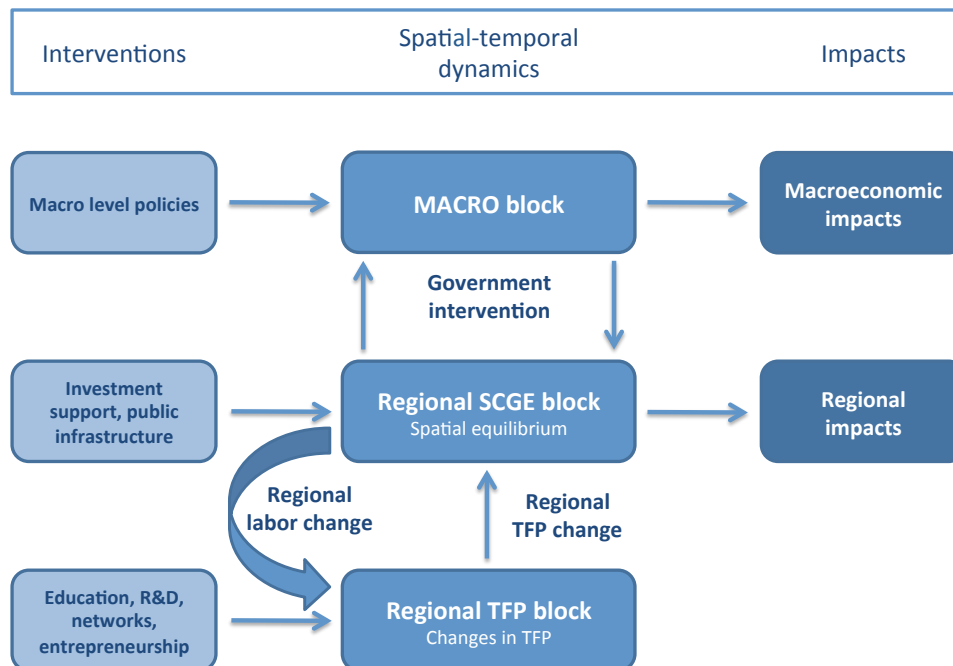 Interventions
Spatial-temporal
dynamics
Impacts
Macro level policies
MACRO block
Macroeconomic
impacts
Government
intervention
Investment
support, public
infrastructure
Regional SCGE block
Spatial equilibrium
Regional
impacts
Regional
labor change
Regional
TFP change
Education, R&D,
networks,
entrepreneurship
Regional TFP block
Changes in TFP